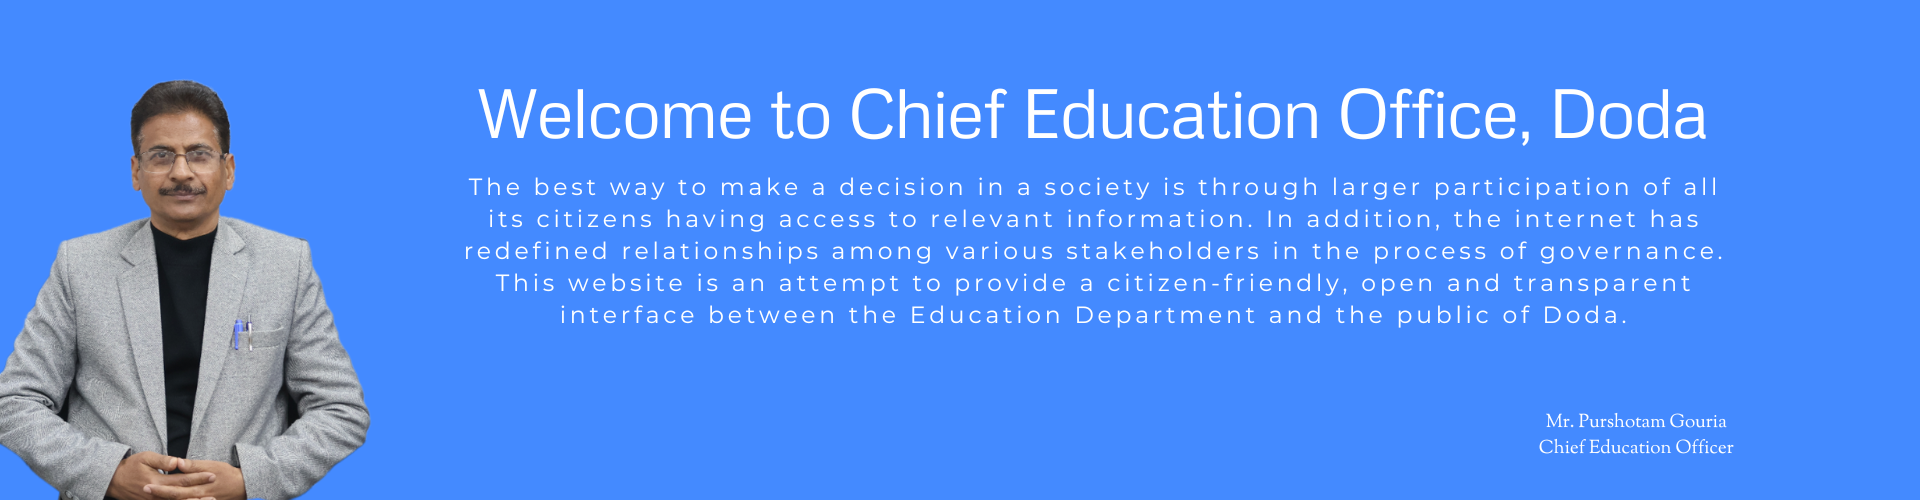 Welcome to Chief Education Office, Doda
The best way to make a decision in a society is through larger participation of all
its citizens having access to relevant information. In addition, the internet has
redefined relationships among various stakeholders in the process of governance.
This website is an attempt to provide a citizen-friendly, open and transparent
interface between the Education Department and the public of Doda.
Mr. Purshotam Gouria
Chief Education Officer